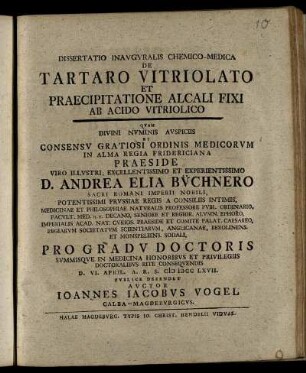 10
DISSERTATIO INAVGVRALIS CHEMICO-MEDICA
DE
TARTARO VITRIOLATO
ET
PRAECIPITATIONE ALCALI FIXI
AB ACIDO VITRIOLICO
QVAM
DIVINI NVMINIS AVSPICIIS
ET
CONSENSV GRATIOSI ORDINIS MEDICORVM
IN ALMA REGIA FRIDERICIANA
PRAESIDE
VIRO ILLVSTRI, EXCELLENTISSIMO ET EXPERIENTISSIMO
D. ANDREA ELIA BÜCHNERO
SACRI ROMANI IMPERII NOBILI,
POTENTISSIMI PRVSSIAE REGIS A CONSILIIS INTIMIS,
MEDICINAE ET PHILOSOPHIAE NATVRALIS PROFESSORE PVBL. ORDINARIO,
FACVLT. MED. DECANO, SENIORE ET REGIOR. ALVMN. EPHORO,
IMPERIALIS ACAD. NAT. CVRIOS. PRAESIDE ET COMITE PALAT. CAESAREO,
REGIARVM SOCIETATVM SCIENTIARVM, ANGLICANAE, BEROLINENS.
ET MONSPELIENS. SODALI,
PRO GRADV DOCTORIS
SVMMISQVE IN MEDICINA HONORIBVS ET PRIVILEGIIS
DOCTORALIBVS RITE CONSEQVENDIS
D. VI. APRIL. A. R. S. CIƆIƆCC LXVII.
PVBLICE DEFENDET
AVCTOR
IOANNES IACOBVS VOGEL
CALBA-MAGDEBVRGICVS.
HALAE MAGDEBVRG. TYPIS IO. CHRIST. HENDELII VIDVAE.